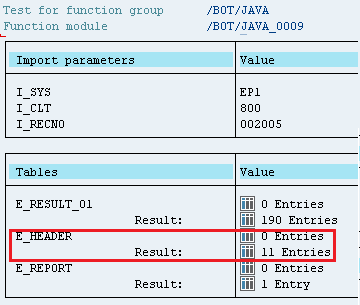 Test for function group /BOT/JAVA
Function module /BOT/JAVA_0009
Import parameters Value
I_SYS EP1
I_CLT 800
I_RECNO 002005
Tables Value
E_RESULT_01 0 Entries
Result: 190 Entries
E_HEADER 0 Entries
Result: 11 Entries
E_REPORT 0 Entries
Result: 1 Entry